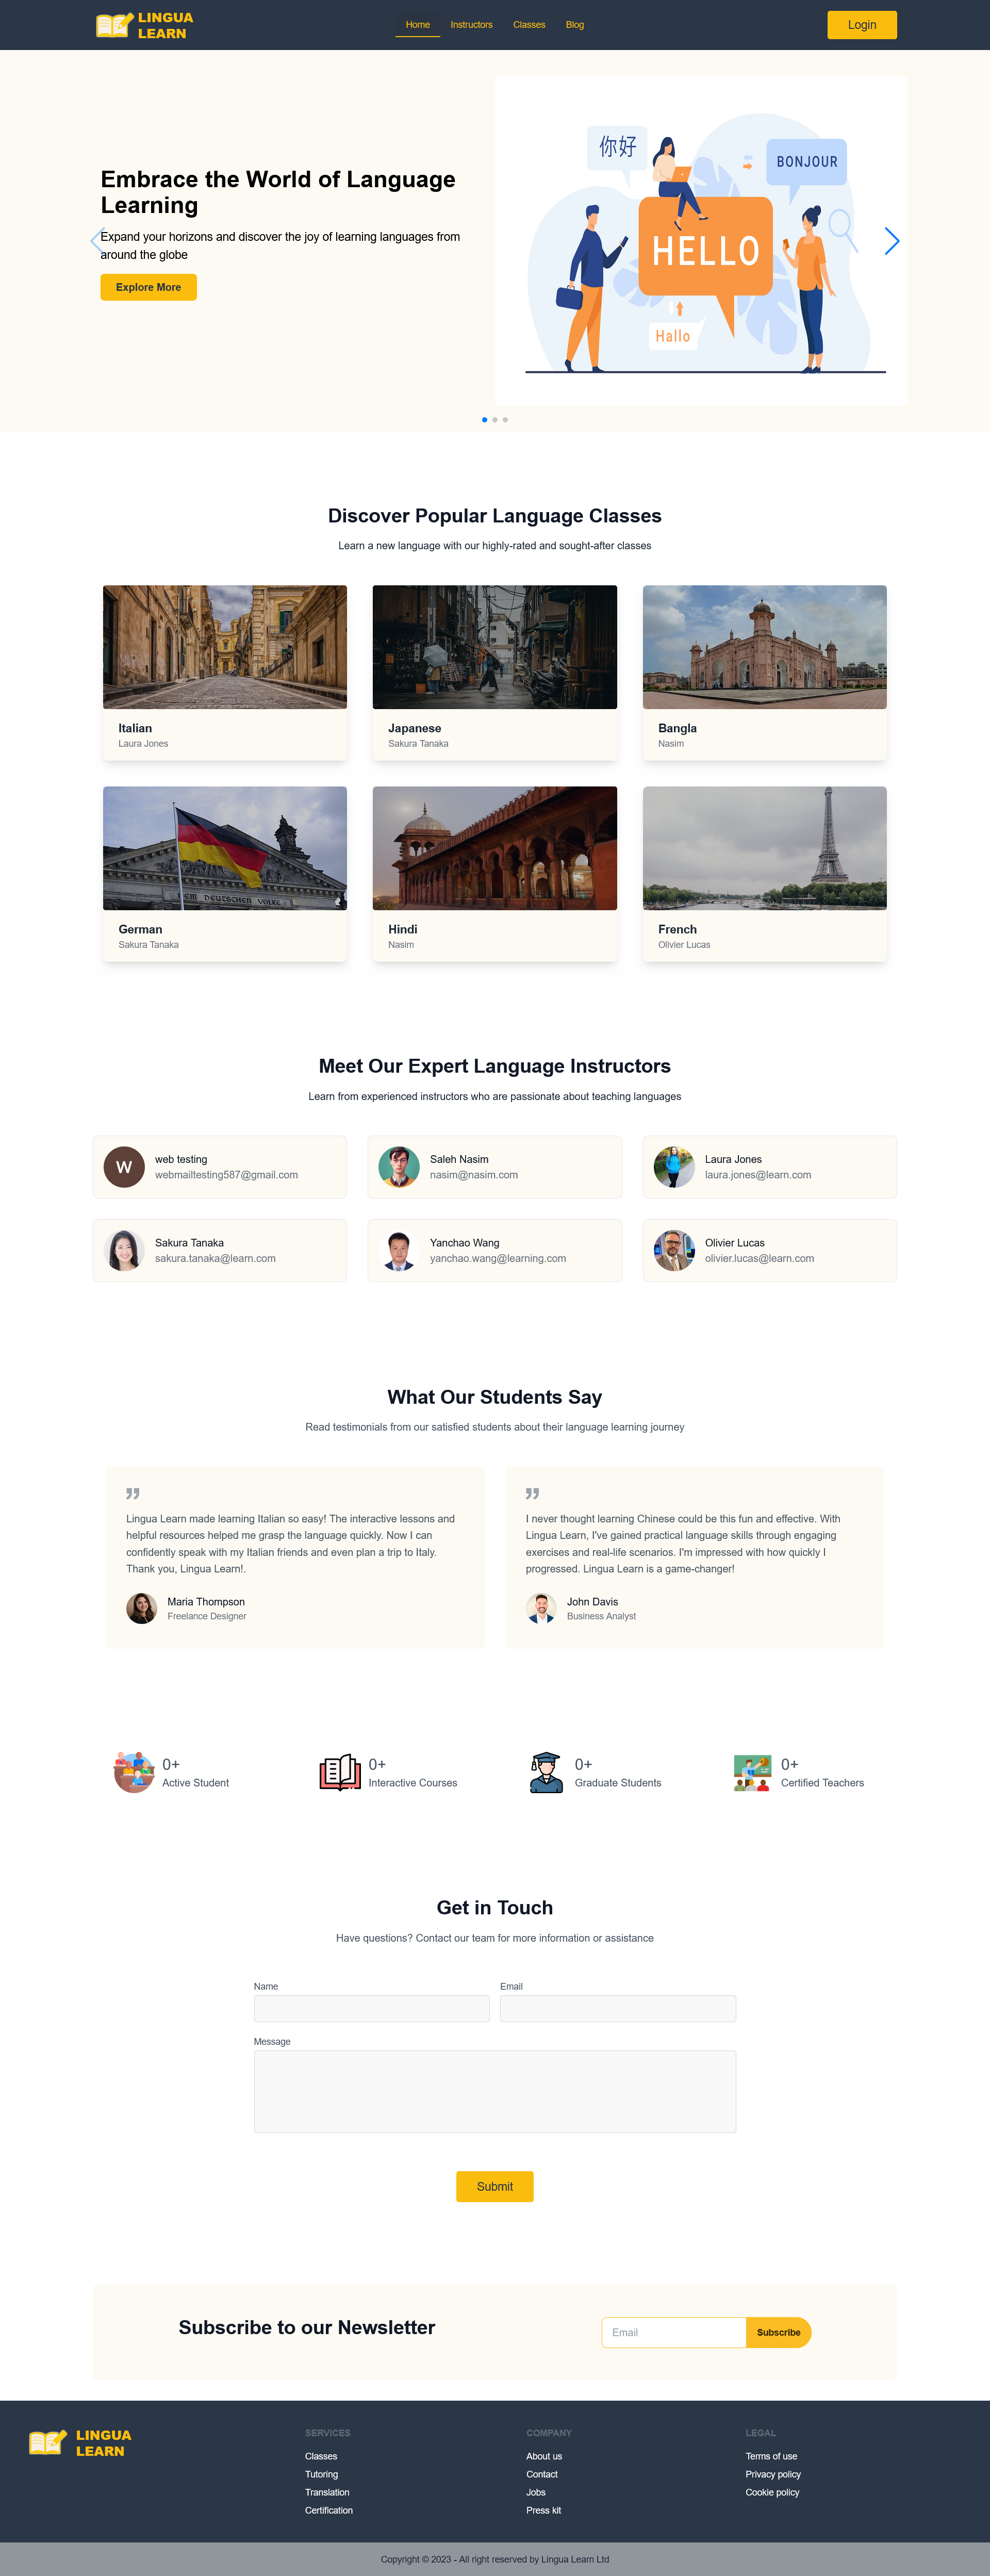 LINGUA
LEARN
Home
Instructors
Classes
Blog
Login
Embrace the World of Language
Learning
Expand your horizons and discover the joy of learning languages from
around the globe
Explore More
你好
BONJOUR
HELLO
Hallo
Discover Popular Language Classes
Learn a new language with our highly-rated and sought-after classes
Italian
Laura Jones
Japanese
Sakura Tanaka
Bangla
Nasim
DEUTSCHEN VOLKE
German
Sakura Tanaka
Hindi
Nasim
French
Olivier Lucas
Meet Our Expert Language Instructors
Learn from experienced instructors who are passionate about teaching languages
W
web testing
webmailtesting587@gmail.com
Saleh Nasim
nasim@nasim.com
Laura Jones
laura.jones@learn.com
Sakura Tanaka
sakura.tanaka@learn.com
Yanchao Wang
yanchao.wang@learning.com
Olivier Lucas
olivier.lucas@learn.com
What Our Students Say
Read testimonials from our satisfied students about their language learning journey
Lingua Learn made learning Italian so easy! The interactive lessons and
helpful resources helped me grasp the language quickly. Now I can
confidently speak with my Italian friends and even plan a trip to Italy.
Thank you, Lingua Learn!.
Maria Thompson
Freelance Designer
I never thought learning Chinese could be this fun and effective. With
Lingua Learn, I've gained practical language skills through engaging
exercises and real-life scenarios. I'm impressed with how quickly I
progressed. Lingua Learn is a game-changer!
John Davis
Business Analyst
0+
Active Student
0+
Interactive Courses
0+
Graduate Students
0+
Certified Teachers
Get in Touch
Have questions? Contact our team for more information or assistance
Name
Email
Message
Submit
Subscribe to our Newsletter
Email
Subscribe
LINGUA
LEARN
SERVICES
Classes
Tutoring
Translation
Certification
COMPANY
About us
Contact
Jobs
Press kit
LEGAL
Terms of use
Privacy policy
Cookie policy
Copyright © 2023 - All right reserved by Lingua Learn Ltd